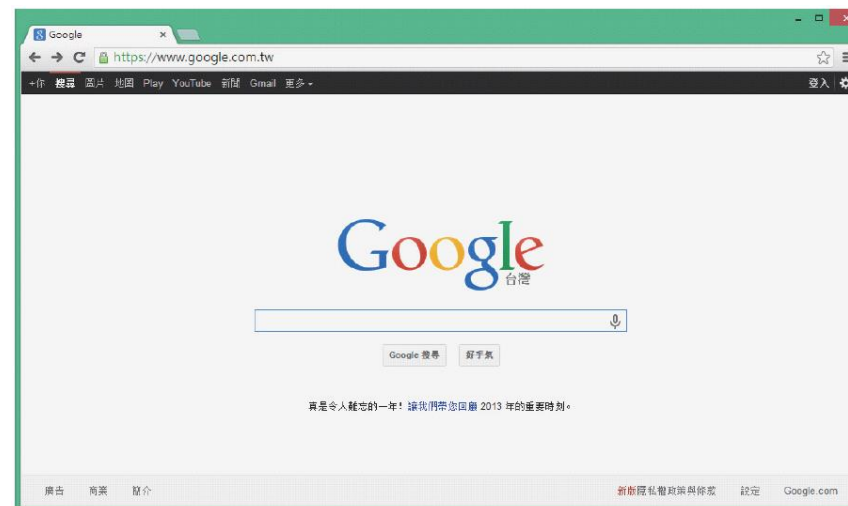 Google
https://www.google.com.tw
+你 搜尋 圖片 地圖 Play YouTube 新聞 Gmail 更多 登入
Google
台灣
Google 搜尋 好手氣
真是令人難忘的一年！讓我們帶您回顧 2013 年的重要時刻。
廣告 商業 簡介 新版隱私權政策與條款 設定 Google.com